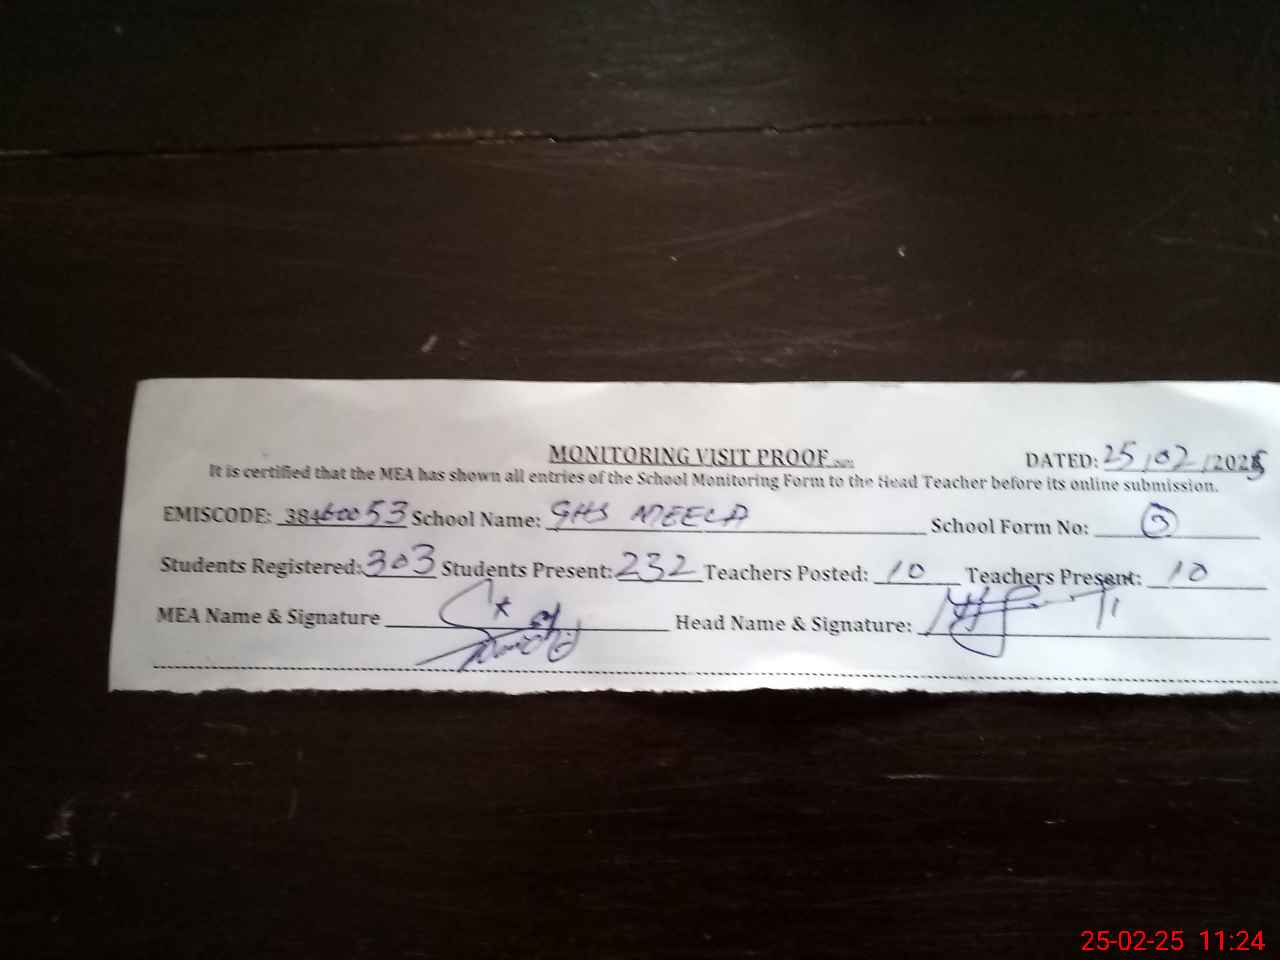 MONITORING VISIT PROOF
DATED: 25/02/2025
It is certified that the MEA has shown all entries of the School Monitoring Form to the Head Teacher before its online submission.
EMISCODE: 38460053 School Name: GHS MEELA School Form No: 3
Students Registered: 303 Students Present: 232 Teachers Posted: 10 Teachers Present: 10
MEA Name & Signature Head Name & Signature:
25-02-25 11:24